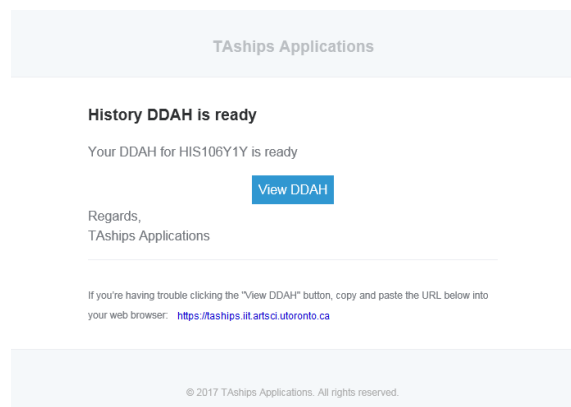 TAships Applications
History DDAH is ready
Your DDAH for HIS106Y1Y is ready
View DDAH
Regards,
TAships Applications
If you're having trouble clicking the "View DDAH" button, copy and paste the URL below into
your web browser: https://taships.iit.artsci.utoronto.ca
© 2017 TAships Applications. All rights reserved.